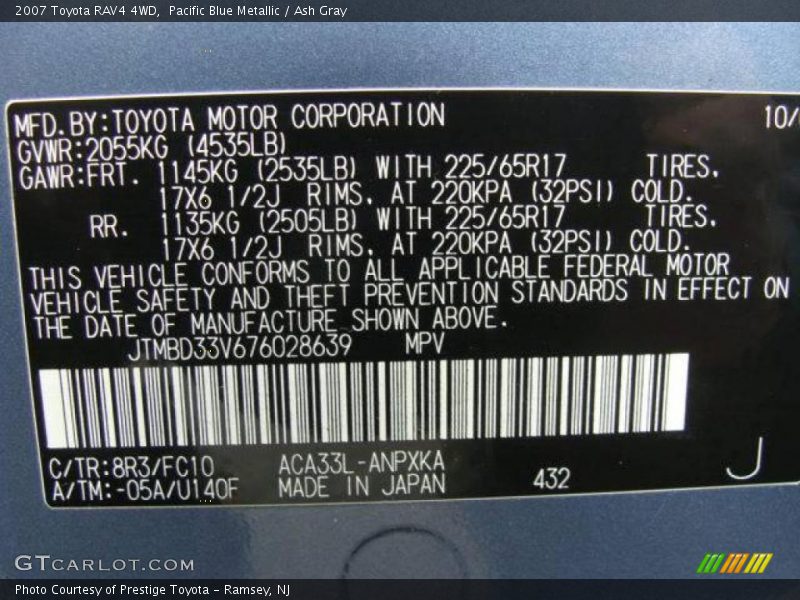 2007 Toyota RAV4 4WD,  Pacific Blue Metallic / Ash Gray
MFD.BY:TOYOTA MOTOR CORPORATION 10/
GVWR:2055KG (4535LB)
GAWR:FRT. 1145KG (2535LB) WITH 225/65R17 TIRES.
17X6 1/2J RIMS, AT 220KPA (32PSI) COLD.
RR. 1135KG (2505LB) WITH 225/65R17 TIRES.
17X6 1/2J RIMS, AT 220KPA (32PSI) COLD.
THIS VEHICLE CONFORMS TO ALL APPLICABLE FEDERAL MOTOR
VEHICLE SAFETY AND THEFT PREVENTION STANDARDS IN EFFECT ON
THE DATE OF MANUFACTURE SHOWN ABOVE.
JTMBD33V676028639 MPV
C/TR:8R3/FC10 ACA33L-ANPXKA
A/TM:-05A/U140F MADE IN JAPAN 432 J
GTCARLOT.COM
Photo Courtesy of Prestige Toyota - Ramsey, NJ